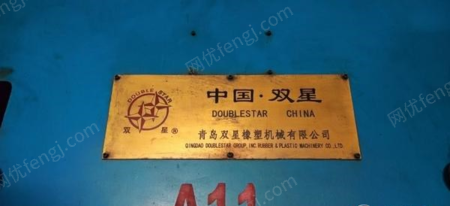 网优fengj.com
中国·双星
DOUBLESTAR CHINA
DOUBLE STAR
双星®
青岛双星橡塑机械有限公司
QINGDAO DOUBLESTAR GROUP. INC RUBBER & PLASTIC MACHINERY CO., LTD
A11